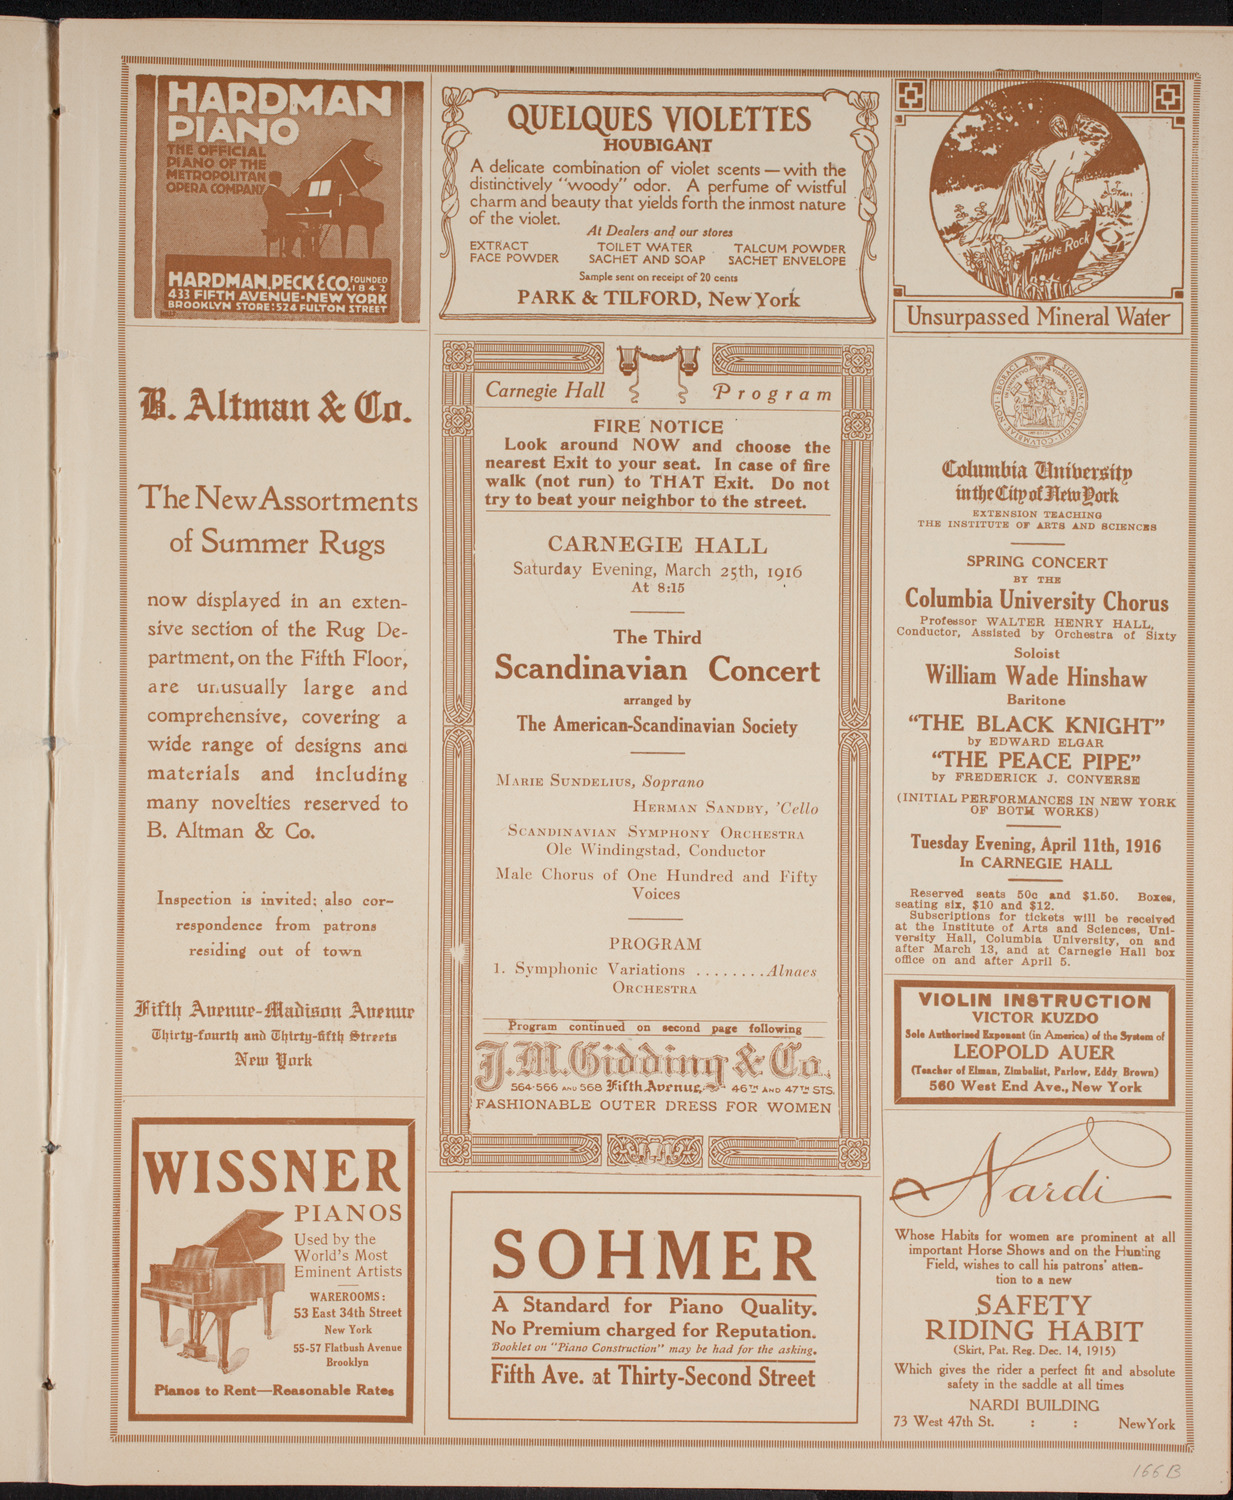 HARDMAN
PIANO
THE OFFICIAL
PIANO OF THE
METROPOLITAN
OPERA COMPANY
HARDMAN, PECK & CO. FOUNDED
1842
433 FIFTH AVENUE · NEW YORK
BROOKLYN STORE: 524 FULTON STREET
B. Altman & Co.
The New Assortments
of Summer Rugs
now displayed in an exten-
sive section of the Rug De-
partment, on the Fifth Floor,
are unusually large and
comprehensive, covering a
wide range of designs and
materials and including
many novelties reserved to
B. Altman & Co.
Inspection is invited; also cor-
respondence from patrons
residing out of town
Fifth Avenue-Madison Avenue
Thirty-fourth and Thirty-fifth Streets
New York
WISSNER
PIANOS
Used by the
World's Most
Eminent Artists
WAREROOMS:
53 East 34th Street
New York
55-57 Flatbush Avenue
Brooklyn
Pianos to Rent—Reasonable Rates
QUELQUES VIOLETTES
HOUBIGANT
A delicate combination of violet scents — with the
distinctively "woody" odor. A perfume of wistful
charm and beauty that yields forth the inmost nature
of the violet.
At Dealers and our stores
EXTRACT TOILET WATER TALCUM POWDER
FACE POWDER SACHET AND SOAP SACHET ENVELOPE
Sample sent on receipt of 20 cents
PARK & TILFORD, New York
Carnegie Hall Program
FIRE NOTICE
Look around NOW and choose the
nearest Exit to your seat. In case of fire
walk (not run) to THAT Exit. Do not
try to beat your neighbor to the street.
CARNEGIE HALL
Saturday Evening, March 25th, 1916
At 8:15
The Third
Scandinavian Concert
arranged by
The American-Scandinavian Society
MARIE SUNDELIUS, Soprano
HERMAN SANDBY, 'Cello
SCANDINAVIAN SYMPHONY ORCHESTRA
Ole Windingstad, Conductor
Male Chorus of One Hundred and Fifty
Voices
PROGRAM
1. Symphonic Variations ........Alnaes
ORCHESTRA
Program continued on second page following
J.M. Gidding & Co.
564-566 AND 568 Fifth Avenue 46TH AND 47TH STS.
FASHIONABLE OUTER DRESS FOR WOMEN
SOHMER
A Standard for Piano Quality.
No Premium charged for Reputation.
Booklet on "Piano Construction" may be had for the asking.
Fifth Ave. at Thirty-Second Street
White Rock
Unsurpassed Mineral Water
Columbia University
in the City of New York
EXTENSION TEACHING
THE INSTITUTE OF ARTS AND SCIENCES
SPRING CONCERT
BY THE
Columbia University Chorus
Professor WALTER HENRY HALL,
Conductor, Assisted by Orchestra of Sixty
Soloist
William Wade Hinshaw
Baritone
"THE BLACK KNIGHT"
by EDWARD ELGAR
"THE PEACE PIPE"
by FREDERICK J. CONVERSE
(INITIAL PERFORMANCES IN NEW YORK
OF BOTH WORKS)
Tuesday Evening, April 11th, 1916
In CARNEGIE HALL
Reserved seats 50c and $1.50. Boxes,
seating six, $10 and $12.
Subscriptions for tickets will be received
at the Institute of Arts and Sciences, Uni-
versity Hall, Columbia University, on and
after March 13, and at Carnegie Hall box
office on and after April 5.
VIOLIN INSTRUCTION
VICTOR KUZDO
Sole Authorized Exponent (in America) of the System of
LEOPOLD AUER
(Teacher of Elman, Zimbalist, Parlow, Eddy Brown)
560 West End Ave., New York
Nardi
Whose Habits for women are prominent at all
important Horse Shows and on the Hunting
Field, wishes to call his patrons' atten-
tion to a new
SAFETY
RIDING HABIT
(Skirt, Pat. Reg. Dec. 14, 1915)
Which gives the rider a perfect fit and absolute
safety in the saddle at all times
NARDI BUILDING
73 West 47th St. : : New York
166 B